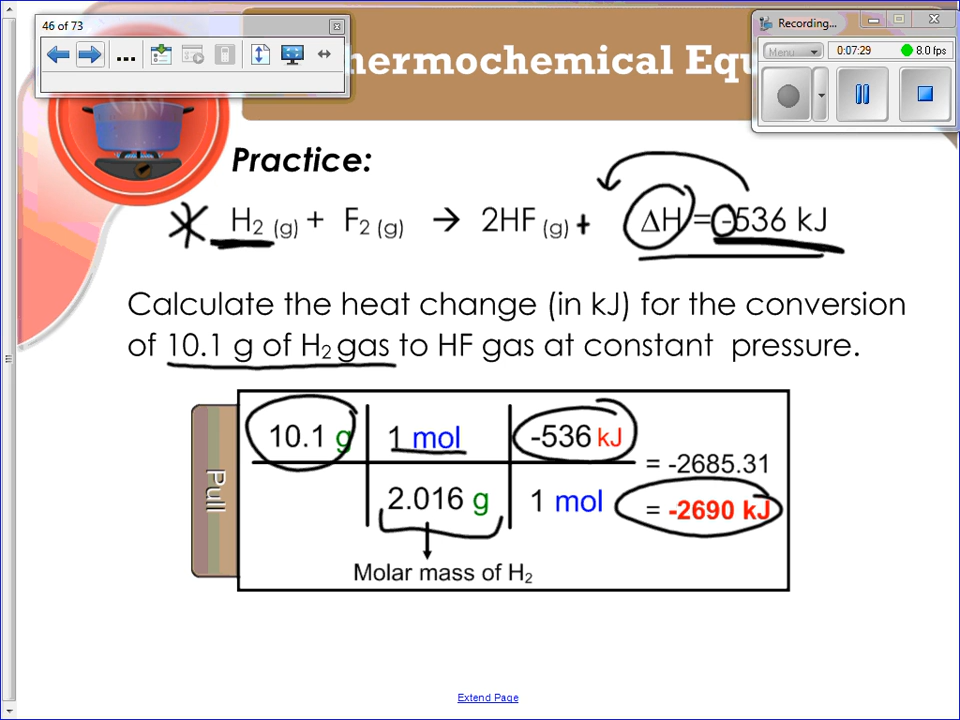 46 of 73
Recording...
Menu
0:07:29
8.0 fps
hermochemical Equ
Practice:
H₂ (g) + F₂ (g) → 2HF (g) + ΔH = -536 kJ
Calculate the heat change (in kJ) for the conversion
of 10.1 g of H₂ gas to HF gas at constant pressure.
Pull
10.1 g 1 mol -536 kJ
= -2685.31
2.016 g 1 mol = -2690 kJ
Molar mass of H₂
Extend Page